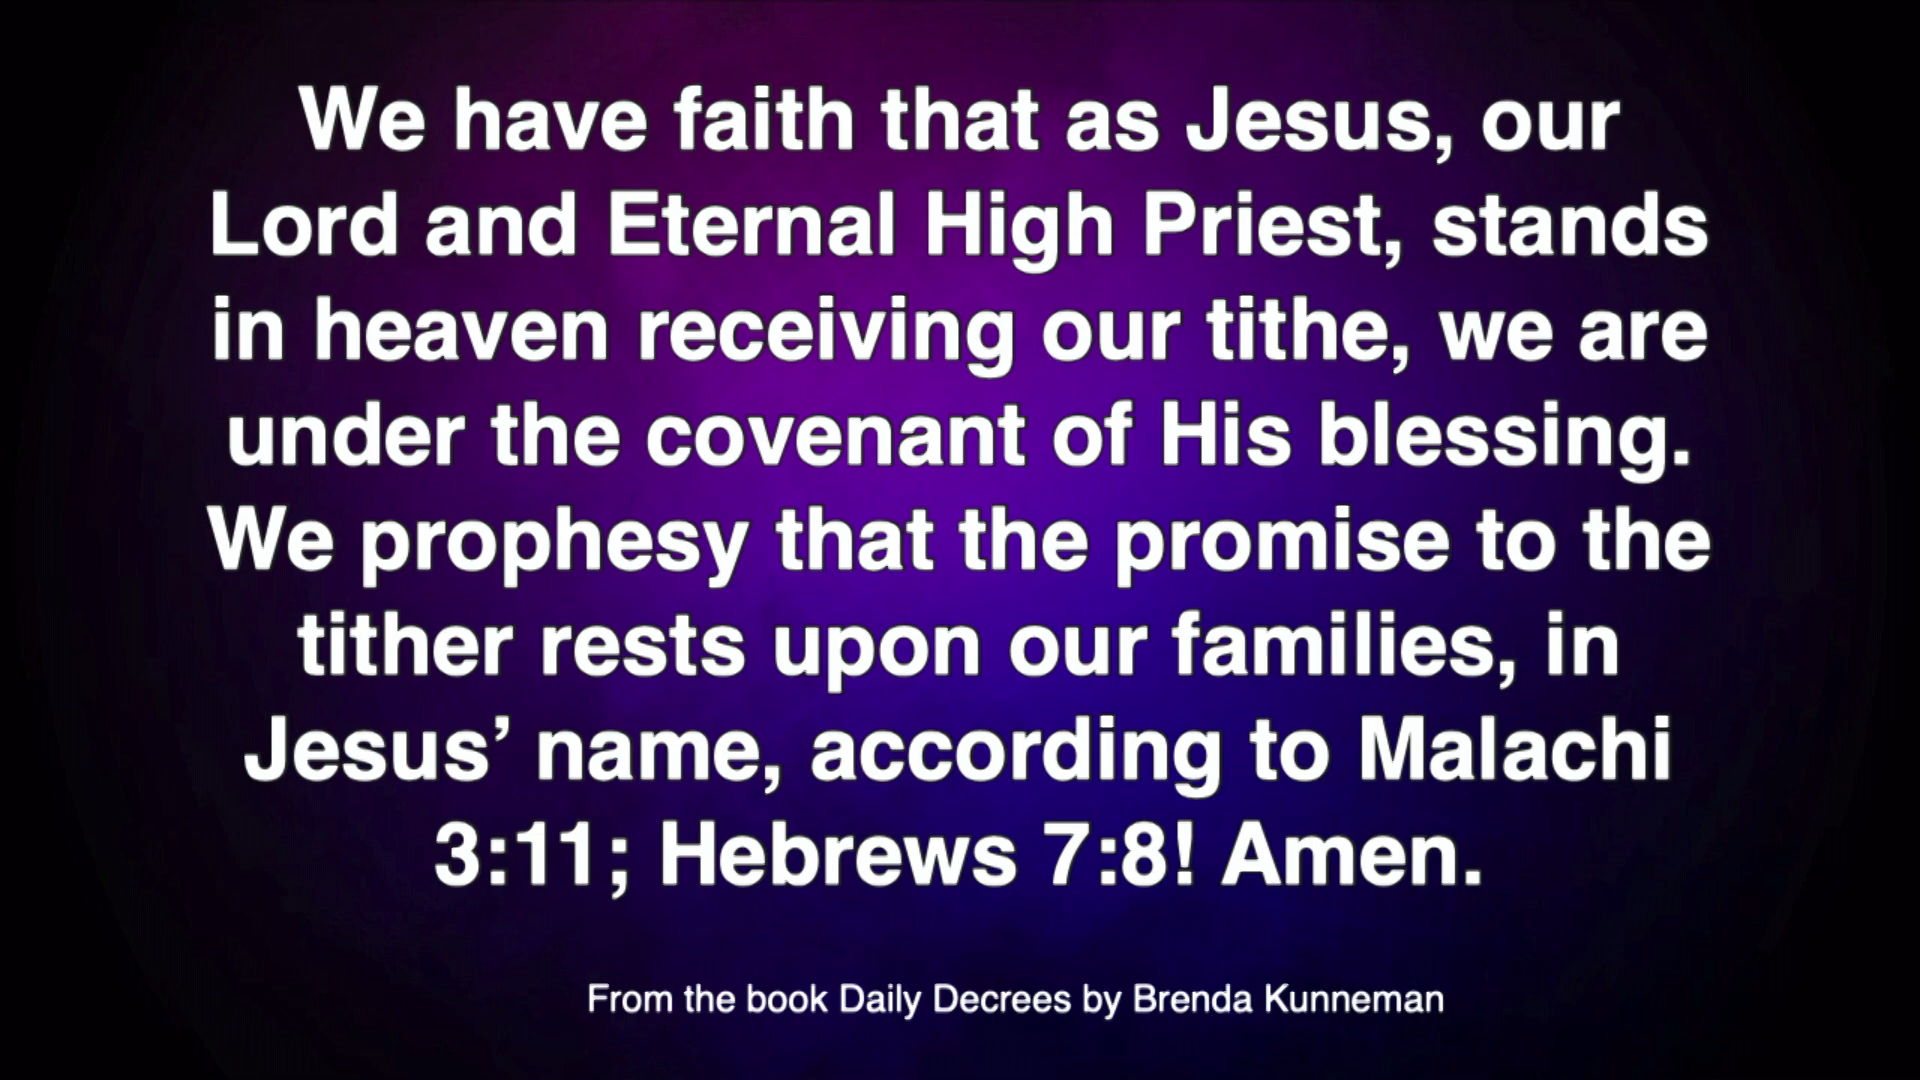 We have faith that as Jesus, our
Lord and Eternal High Priest, stands
in heaven receiving our tithe, we are
under the covenant of His blessing.
We prophesy that the promise to the
tither rests upon our families, in
Jesus’ name, according to Malachi
3:11; Hebrews 7:8! Amen.
From the book Daily Decrees by Brenda Kunneman